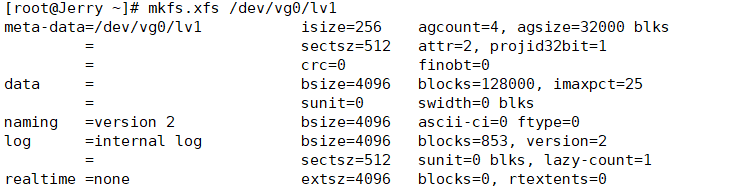 [root@Jerry ~]# mkfs.xfs /dev/vg0/lv1
meta-data=/dev/vg0/lv1           isize=256    agcount=4, agsize=32000 blks
         =                       sectsz=512   attr=2, projid32bit=1
         =                       crc=0        finobt=0
data     =                       bsize=4096   blocks=128000, imaxpct=25
         =                       sunit=0      swidth=0 blks
naming   =version 2              bsize=4096   ascii-ci=0 ftype=0
log      =internal log           bsize=4096   blocks=853, version=2
         =                       sectsz=512   sunit=0 blks, lazy-count=1
realtime =none                   extsz=4096   blocks=0, rtextents=0